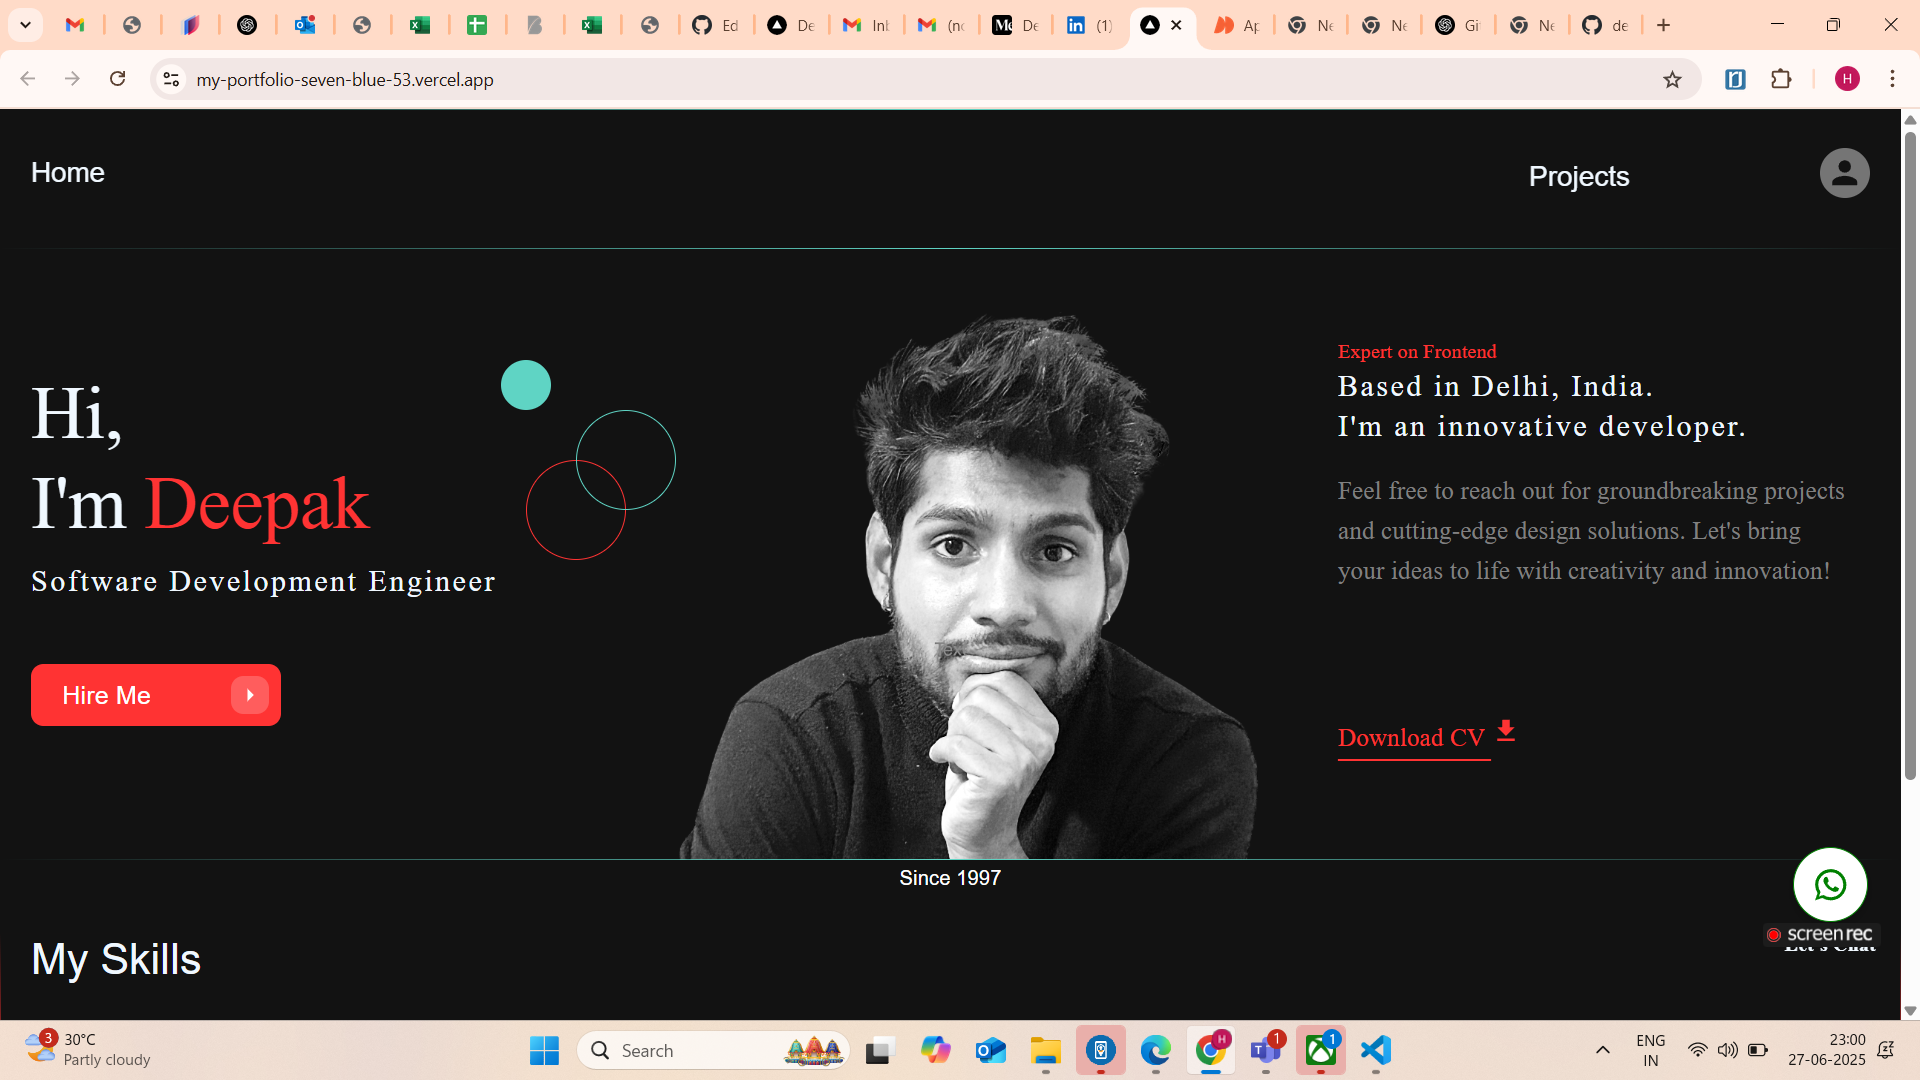 Ed
De
Inb
(no
De
(1)
Ap
Ne
Ne
Gi
Ne
de
my-portfolio-seven-blue-53.vercel.app
H
Home
Projects
Hi,
I'm Deepak
Software Development Engineer
Hire Me
Expert on Frontend
Based in Delhi, India.
I'm an innovative developer.
Feel free to reach out for groundbreaking projects
and cutting-edge design solutions. Let's bring
your ideas to life with creativity and innovation!
Download CV
Since 1997
screenrec
Let's Chat
My Skills
3
30°C
Partly cloudy
Search
H
1
1
ENG
IN
23:00
27-06-2025